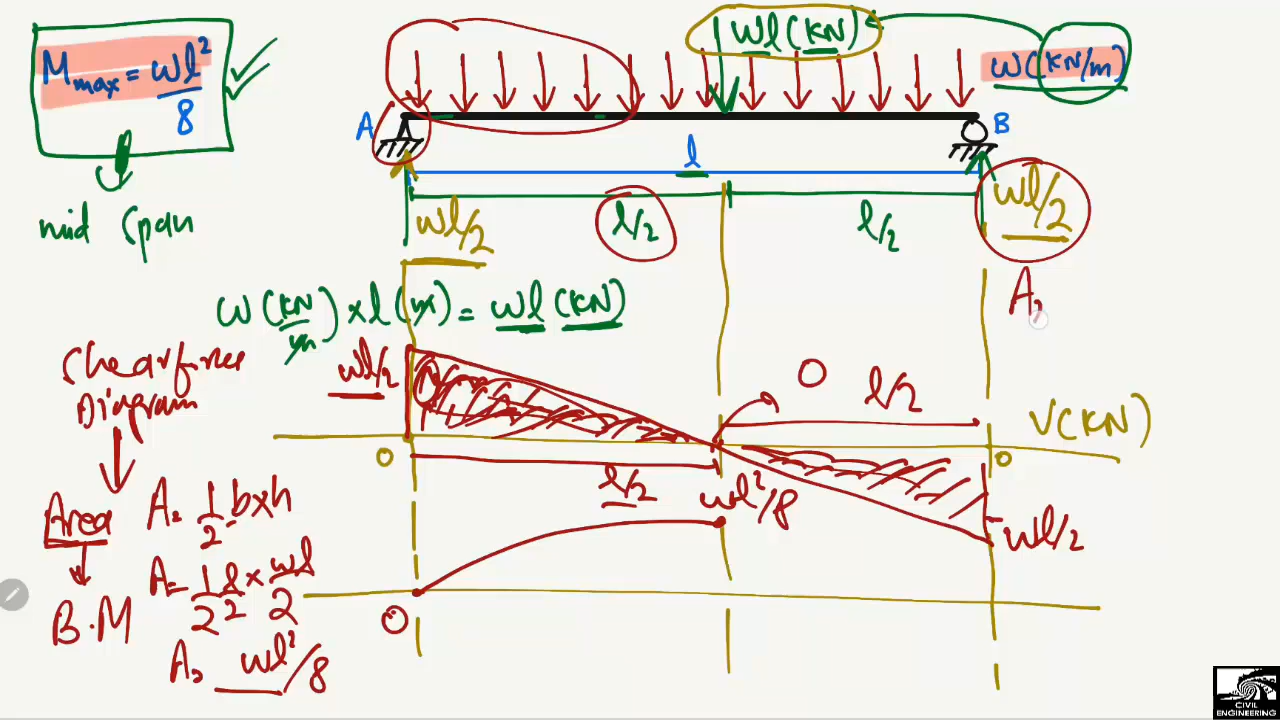 Mmax = wl²/8
mid span
wl (kN)
w (kN/m)
A
B
l
l/2
l/2
wl/2
wl/2
w (kN/m) × l (m) = wl (kN)
A=
Shear force
Diagram
Area
B.M
A= 1/2 b×h
A= 1/2 l/2 × wl/2
A= wl²/8
wl/2
0
l/2
0
l/2
V(KN)
0
wl/2
wl²/8
0
CIVIL
ENGINEERING